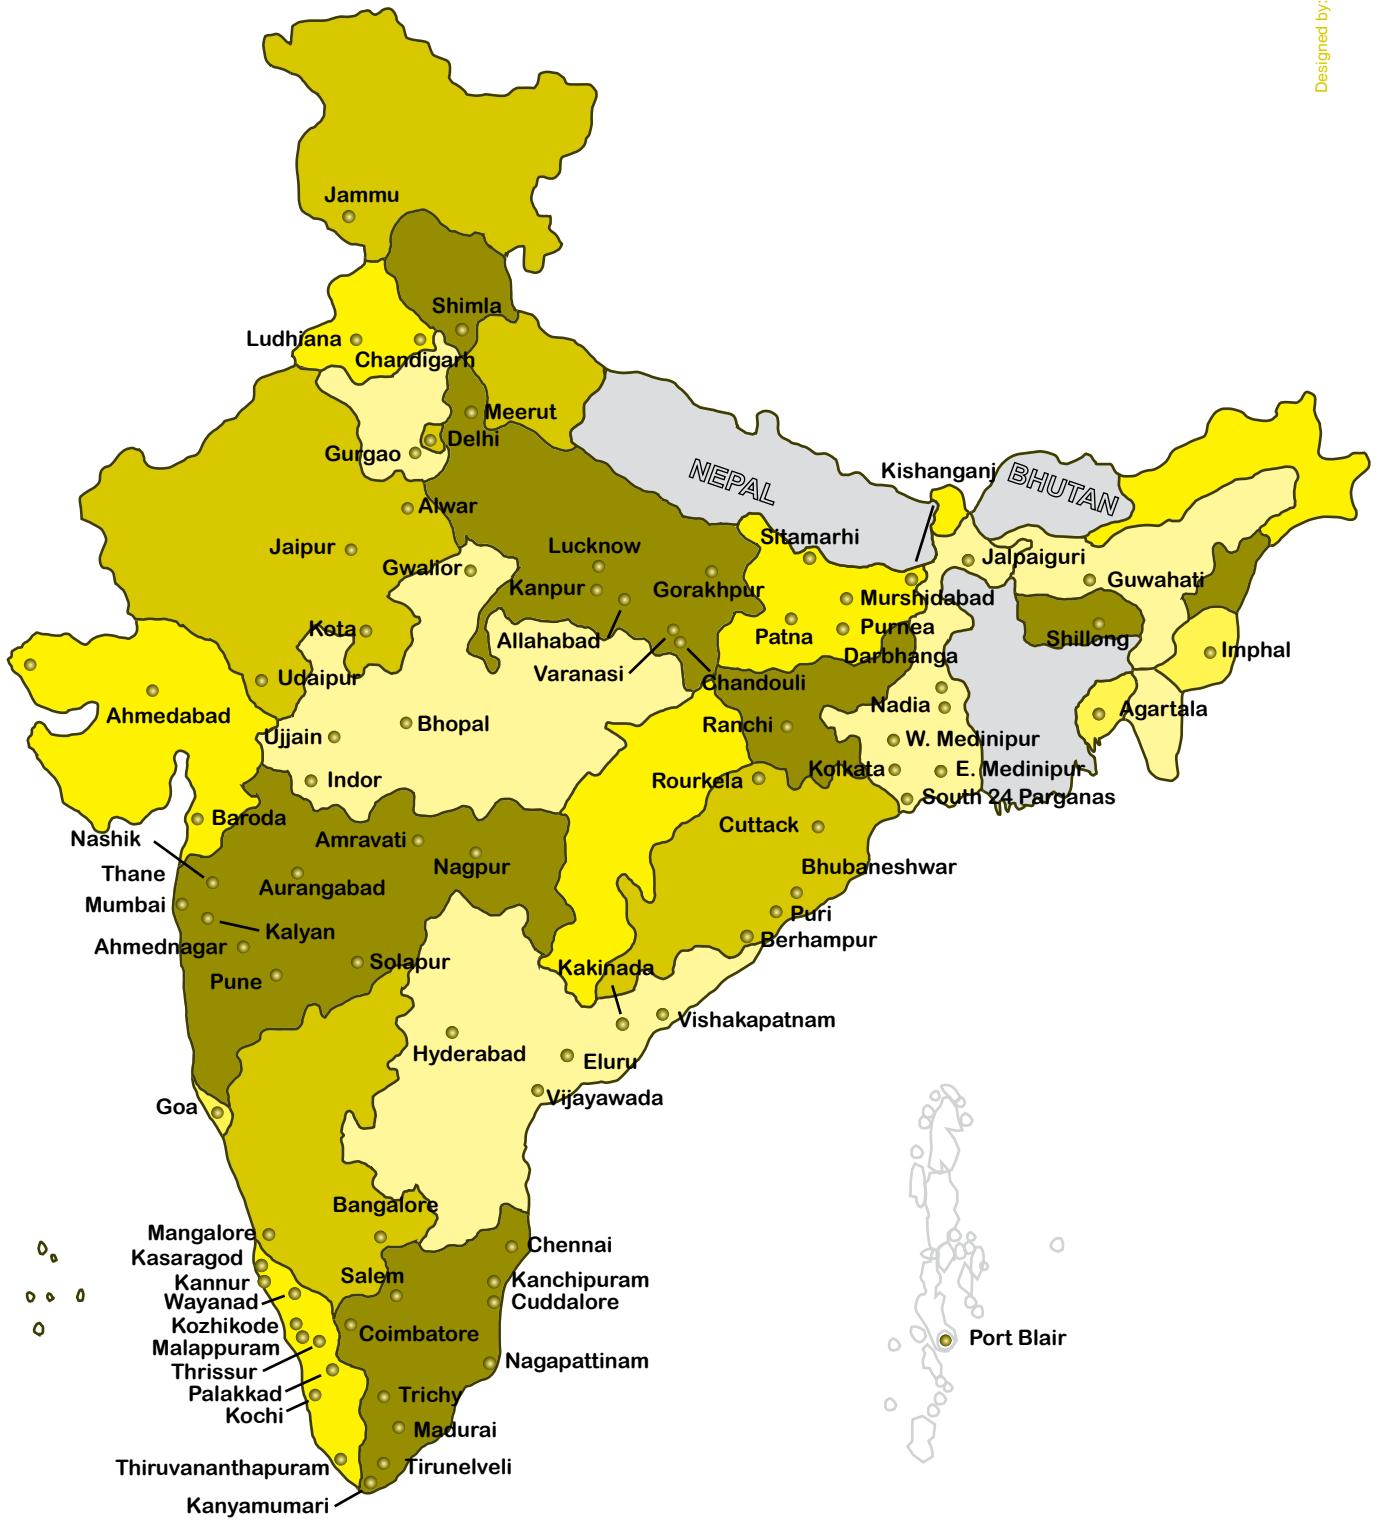 Designed by:
Jammu
Shimla
Ludhiana
Chandigarh
Meerut
Delhi
Gurgao
Kishanganj
NEPAL
BHUTAN
Alwar
Sitamarhi
Jaipur
Lucknow
Jalpaiguri
Gwalior
Kanpur
Gorakhpur
Guwahati
Murshidabad
Kota
Allahabad
Patna
Purnea
Shillong
Imphal
Darbhanga
Varanasi
Udaipur
Chandouli
Ahmedabad
Nadia
Agartala
Bhopal
Ranchi
Ujjain
W. Medinipur
Indor
Rourkela
Kolkata
E. Medinipur
South 24 Parganas
Baroda
Cuttack
Nashik
Amravati
Nagpur
Bhubaneshwar
Thane
Aurangabad
Mumbai
Puri
Kalyan
Ahmednagar
Berhampur
Solapur
Kakinada
Pune
Vishakapatnam
Hyderabad
Eluru
Vijayawada
Goa
Bangalore
Mangalore
Chennai
Kasaragod
Salem
Kannur
Kanchipuram
Wayanad
Cuddalore
Kozhikode
Coimbatore
Port Blair
Malappuram
Thrissur
Nagapattinam
Palakkad
Trichy
Kochi
Madurai
Thiruvananthapuram
Tirunelveli
Kanyamumari